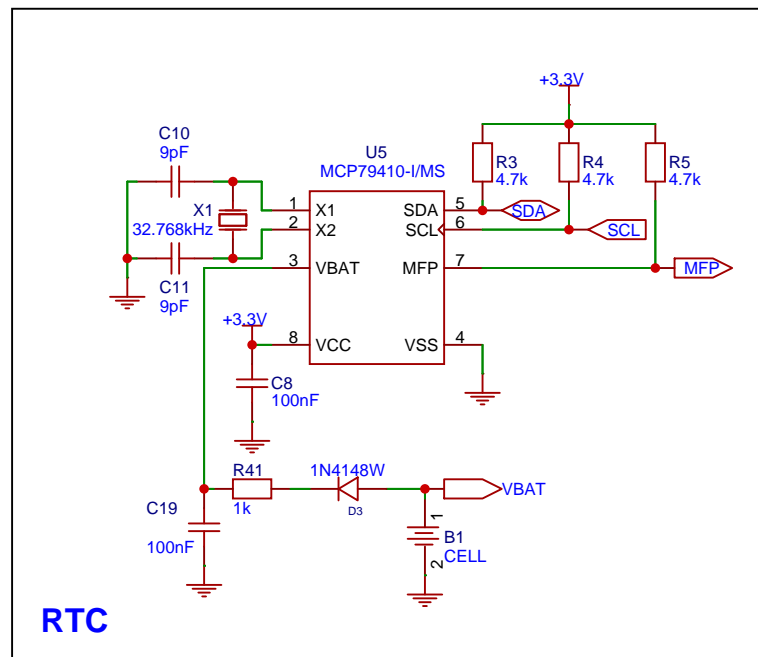 +3.3V
C10
9pF
U5
MCP79410-I/MS
R3
4.7k
R4
4.7k
R5
4.7k
X1
32.768kHz
1
X1
SDA
5
SDA
2
X2
SCL
6
SCL
3
VBAT
MFP
7
MFP
C11
9pF
+3.3V
8
VCC
VSS
4
C8
100nF
R41
1k
1N4148W
D3
VBAT
C19
100nF
1
B1
CELL
2
RTC